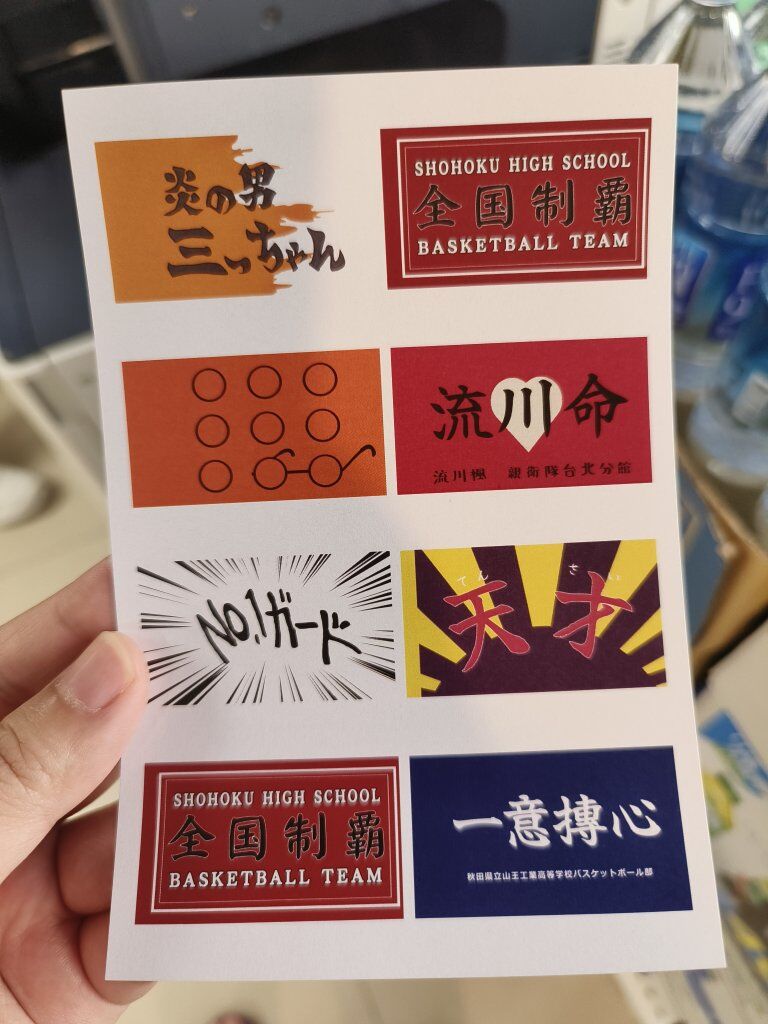 炎の男
三っちゃん
SHOHOKU HIGH SCHOOL
全国制覇
BASKETBALL TEAM
流川命
流川楓 親衛隊台北分館
NO.1ガード
てん さい
天才
SHOHOKU HIGH SCHOOL
全国制覇
BASKETBALL TEAM
一意摶心
秋田県立山王工業高等学校バスケットボール部